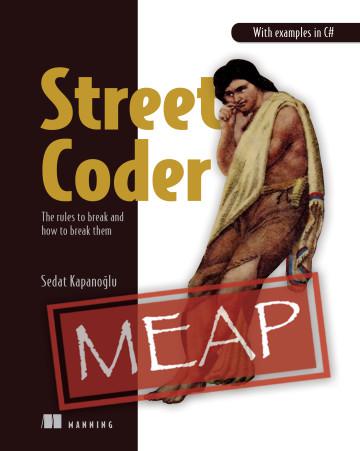 With examples in C#
Street
Coder
The rules to break and
how to break them
Sedat Kapanoğlu
MEAP
MANNING